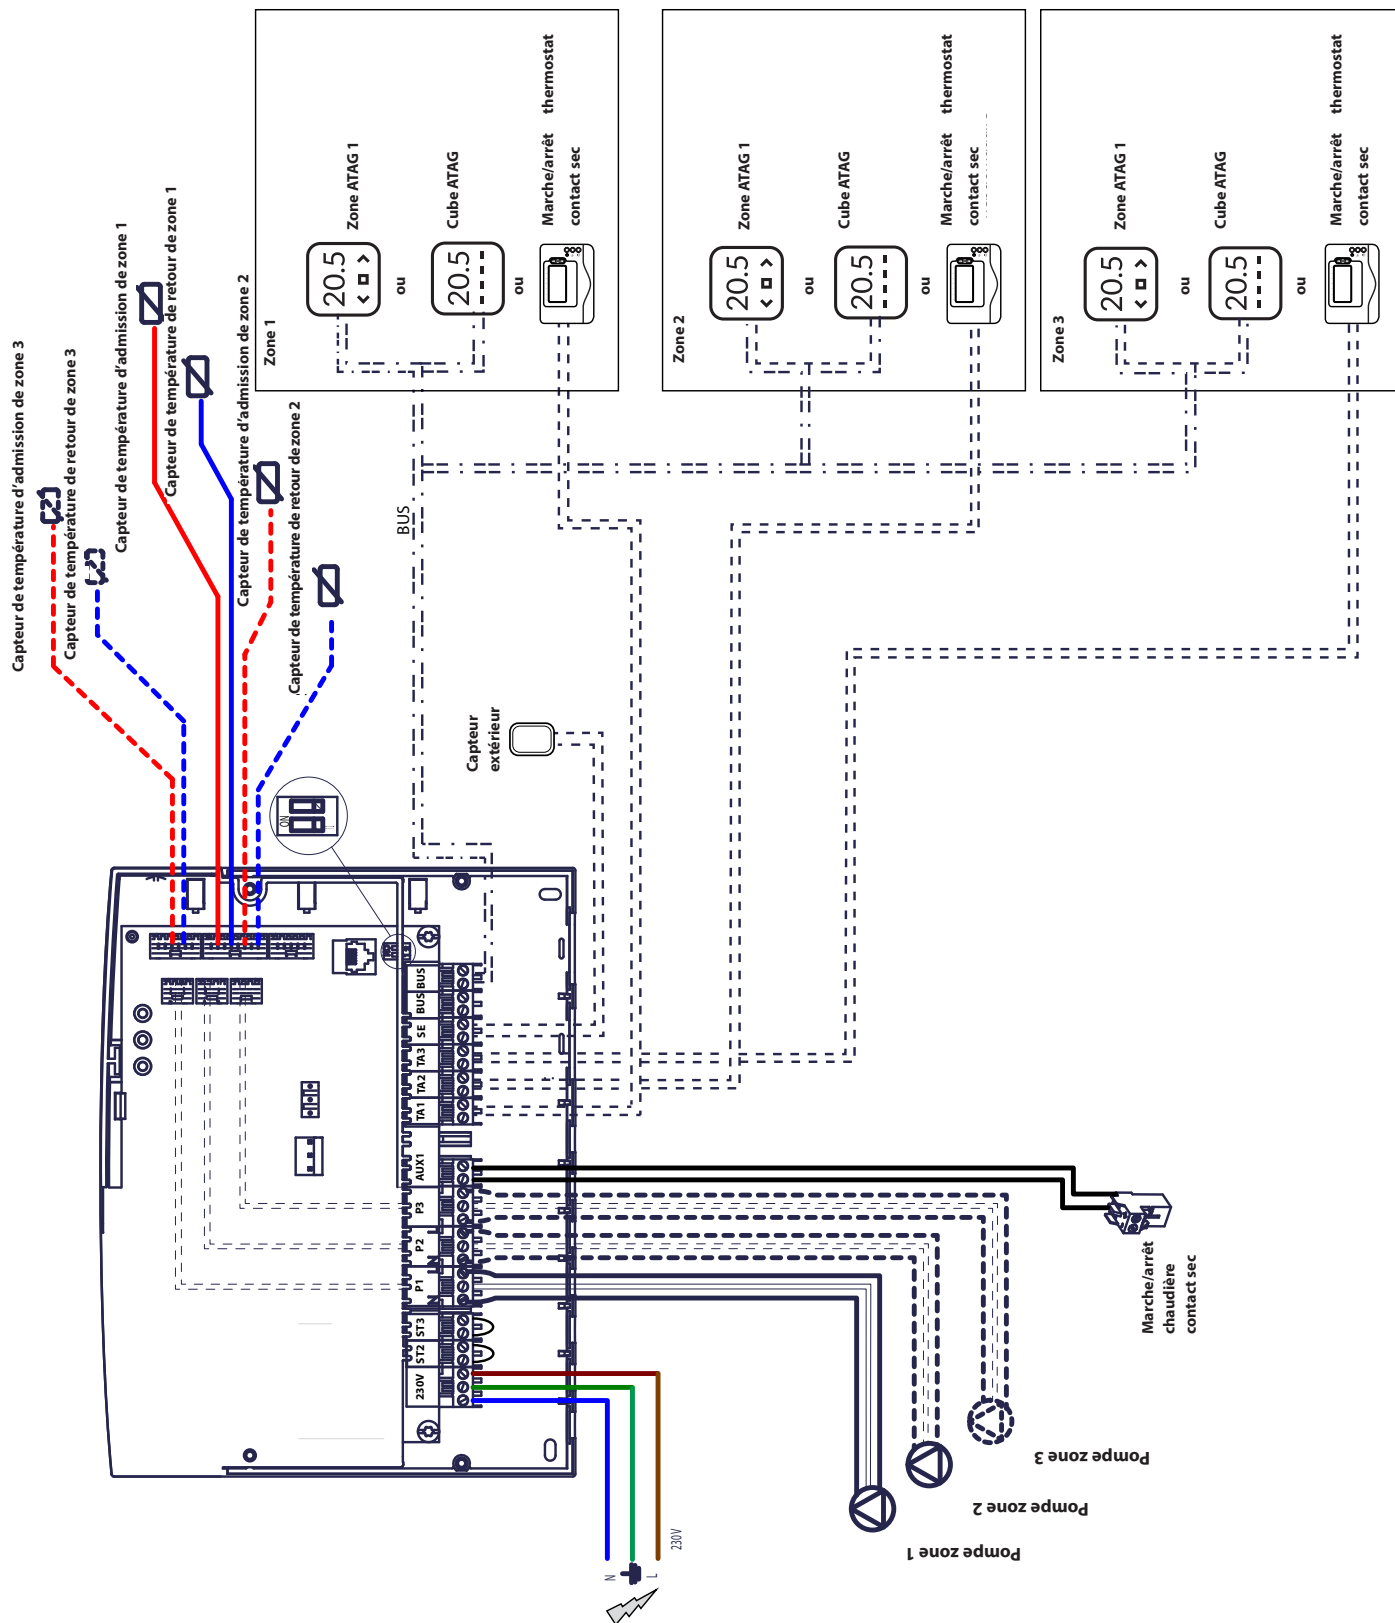 Capteur de température d'admission de zone 3
Capteur de température de retour de zone 3
Capteur de température d'admission de zone 1
Capteur de température de retour de zone 1
Capteur de température d'admission de zone 2
Capteur de température de retour de zone 2
Zone 1
20.5
Zone ATAG 1
ou
20.5
Cube ATAG
ou
Marche/arrêt thermostat
contact sec
Zone 2
20.5
Zone ATAG 1
ou
20.5
Cube ATAG
ou
Marche/arrêt thermostat
contact sec
Zone 3
20.5
Zone ATAG 1
ou
20.5
Cube ATAG
ou
Marche/arrêt thermostat
contact sec
BUS
Capteur
extérieur
ON
230V
ST2
ST3
P1
P2
P3
AUX1
TA1
TA2
TA3
SE
BUS
BUS
N
L
N
L
N
L
N
L
230V
Pompe zone 1
Pompe zone 2
Pompe zone 3
Marche/arrêt
chaudière
contact sec